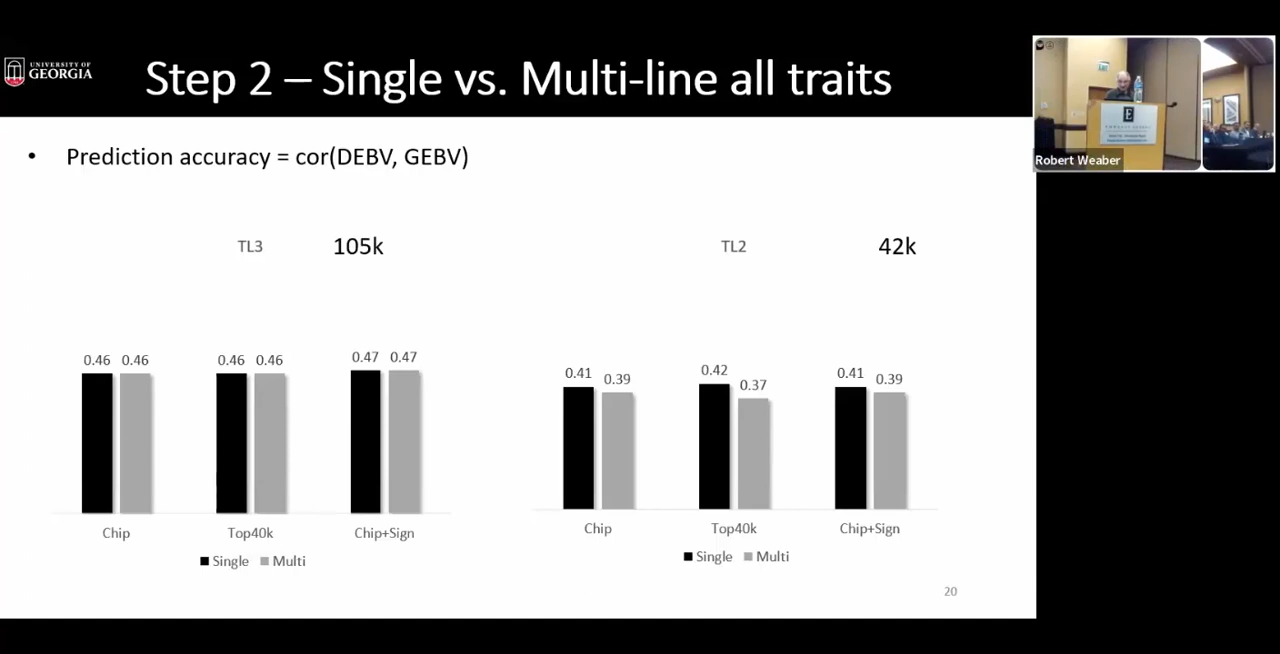 UNIVERSITY OF
GEORGIA
Step 2 – Single vs. Multi-line all traits
• Prediction accuracy = cor(DEBV, GEBV)
TL3 105k
0.46 0.46 0.46 0.46 0.47 0.47
Chip Top40k Chip+Sign
Single Multi
TL2 42k
0.41 0.39 0.42 0.37 0.41 0.39
Chip Top40k Chip+Sign
Single Multi
20
E
Robert Weaber